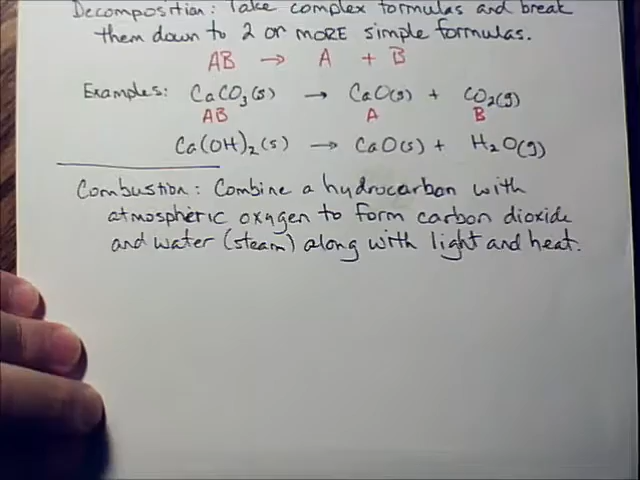 Decomposition: Take complex formulas and break
them down to 2 or MORE simple formulas.
AB → A + B
Examples: CaCO₃(s) → CaO(s) + CO₂(g)
AB A B
Ca(OH)₂(s) → CaO(s) + H₂O(g)
Combustion: Combine a hydrocarbon with
atmospheric oxygen to form carbon dioxide
and water (steam) along with light and heat.